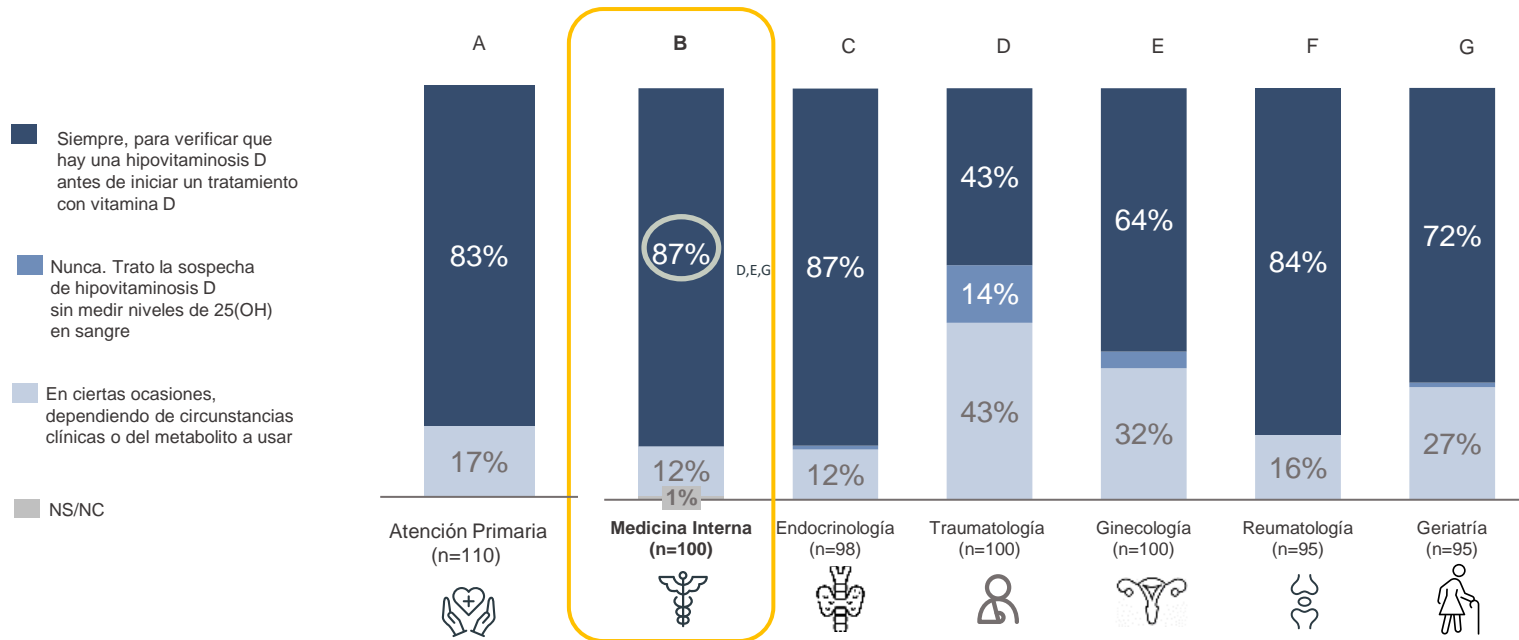 A
B
C
D
E
F
G
Siempre, para verificar que
hay una hipovitaminosis D
antes de iniciar un tratamiento
con vitamina D
Nunca. Trato la sospecha
de hipovitaminosis D
sin medir niveles de 25(OH)
en sangre
En ciertas ocasiones,
dependiendo de circunstancias
clínicas o del metabolito a usar
NS/NC
83%
17%
87%
D,E,G
12%
1%
87%
12%
43%
14%
43%
64%
32%
84%
16%
72%
27%
Atención Primaria
(n=110)
Medicina Interna
(n=100)
Endocrinología
(n=98)
Traumatología
(n=100)
Ginecología
(n=100)
Reumatología
(n=95)
Geriatría
(n=95)